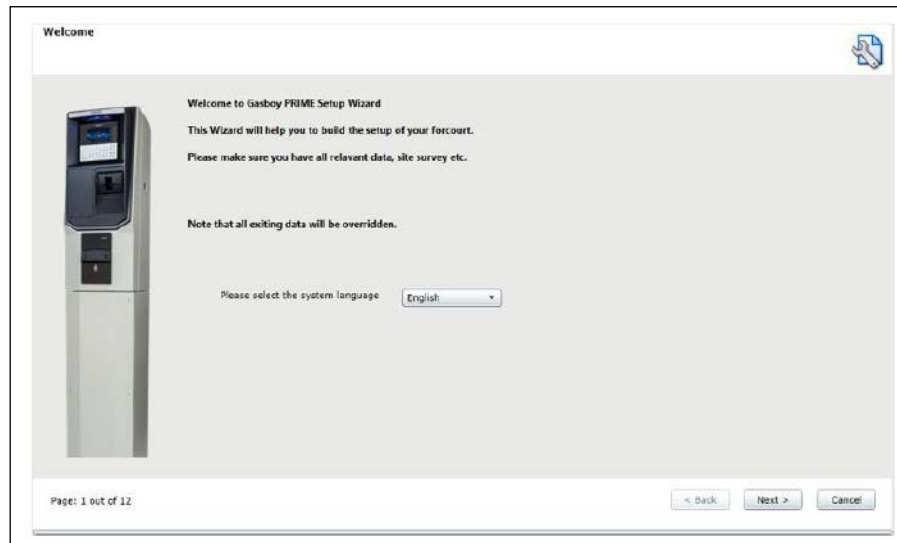 Welcome
Welcome to Gasboy PRIME Setup Wizard
This Wizard will help you to build the setup of your forcourt.
Please make sure you have all relavant data, site survey etc.
Note that all exiting data will be overridden.
Please select the system language English
Page: 1 out of 12 < Back Next > Cancel